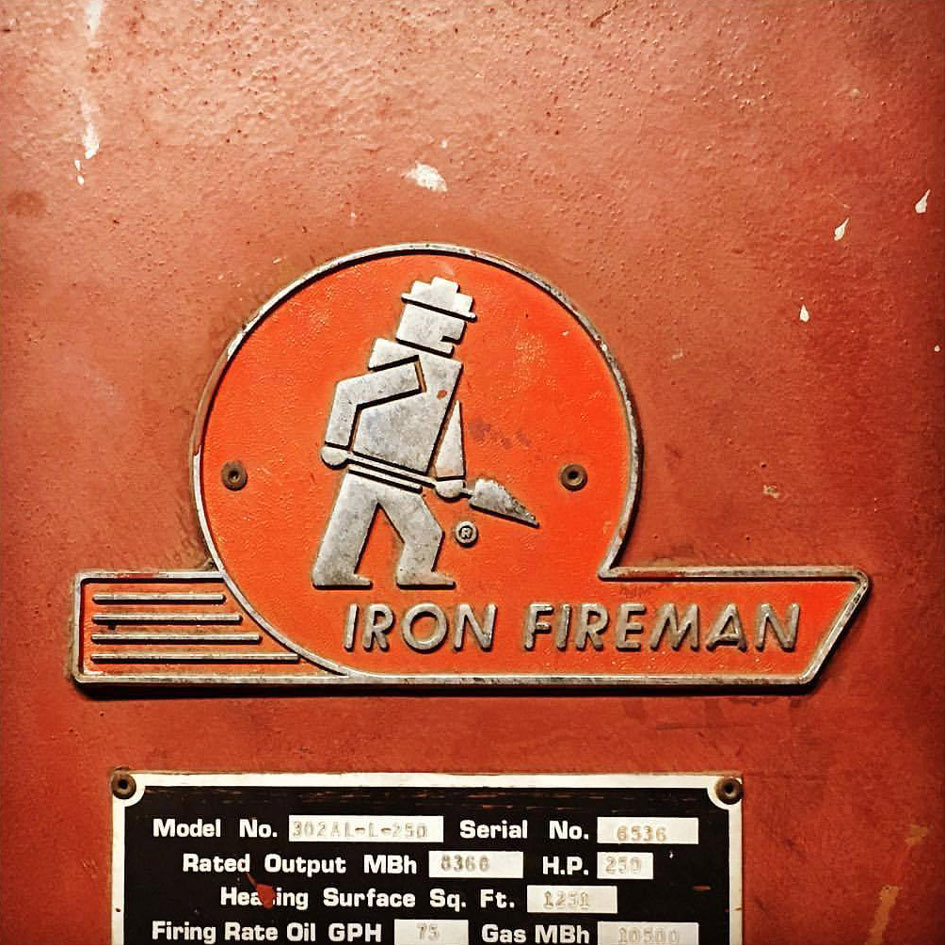 ®
IRON FIREMAN
Model No. 302AL-L-250 Serial No. 6536
Rated Output MBh 8368 H.P. 250
Heating Surface Sq. Ft. 1251
Firing Rate Oil GPH 75 Gas MBh 10500